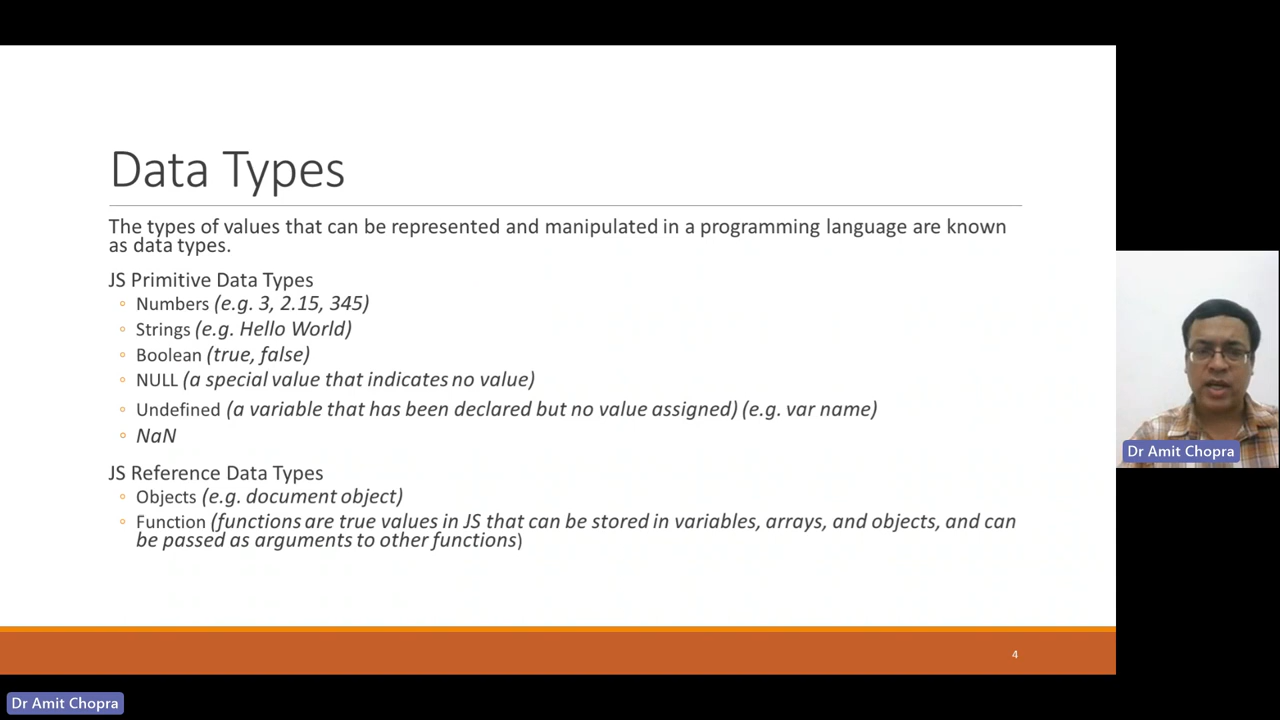 Data Types
The types of values that can be represented and manipulated in a programming language are known
as data types.
JS Primitive Data Types
◦ Numbers (e.g. 3, 2.15, 345)
◦ Strings (e.g. Hello World)
◦ Boolean (true, false)
◦ NULL (a special value that indicates no value)
◦ Undefined (a variable that has been declared but no value assigned) (e.g. var name)
◦ NaN
JS Reference Data Types
◦ Objects (e.g. document object)
◦ Function (functions are true values in JS that can be stored in variables, arrays, and objects, and can
be passed as arguments to other functions)
4
Dr Amit Chopra
Dr Amit Chopra